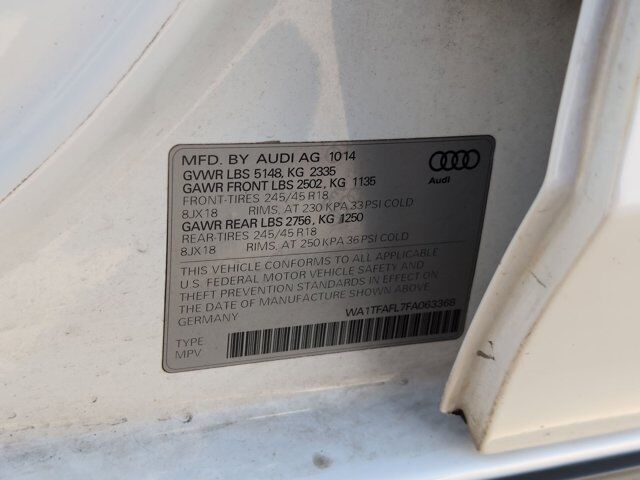 MFD. BY AUDI AG 10 14
GVWR LBS 5148, KG 2335
GAWR FRONT LBS 2502, KG 1135
FRONT-TIRES 245/45 R18
8JX18 RIMS, AT 230 KPA 33 PSI COLD
GAWR REAR LBS 2756, KG 1250
REAR-TIRES 245/45 R18
8JX18 RIMS, AT 250 KPA 36 PSI COLD
Audi
THIS VEHICLE CONFORMS TO ALL APPLICABLE
U.S. FEDERAL MOTOR VEHICLE SAFETY AND
THEFT PREVENTION STANDARDS IN EFFECT ON
THE DATE OF MANUFACTURE SHOWN ABOVE.
GERMANY WA1TFAFL7FA063368
TYPE
MPV